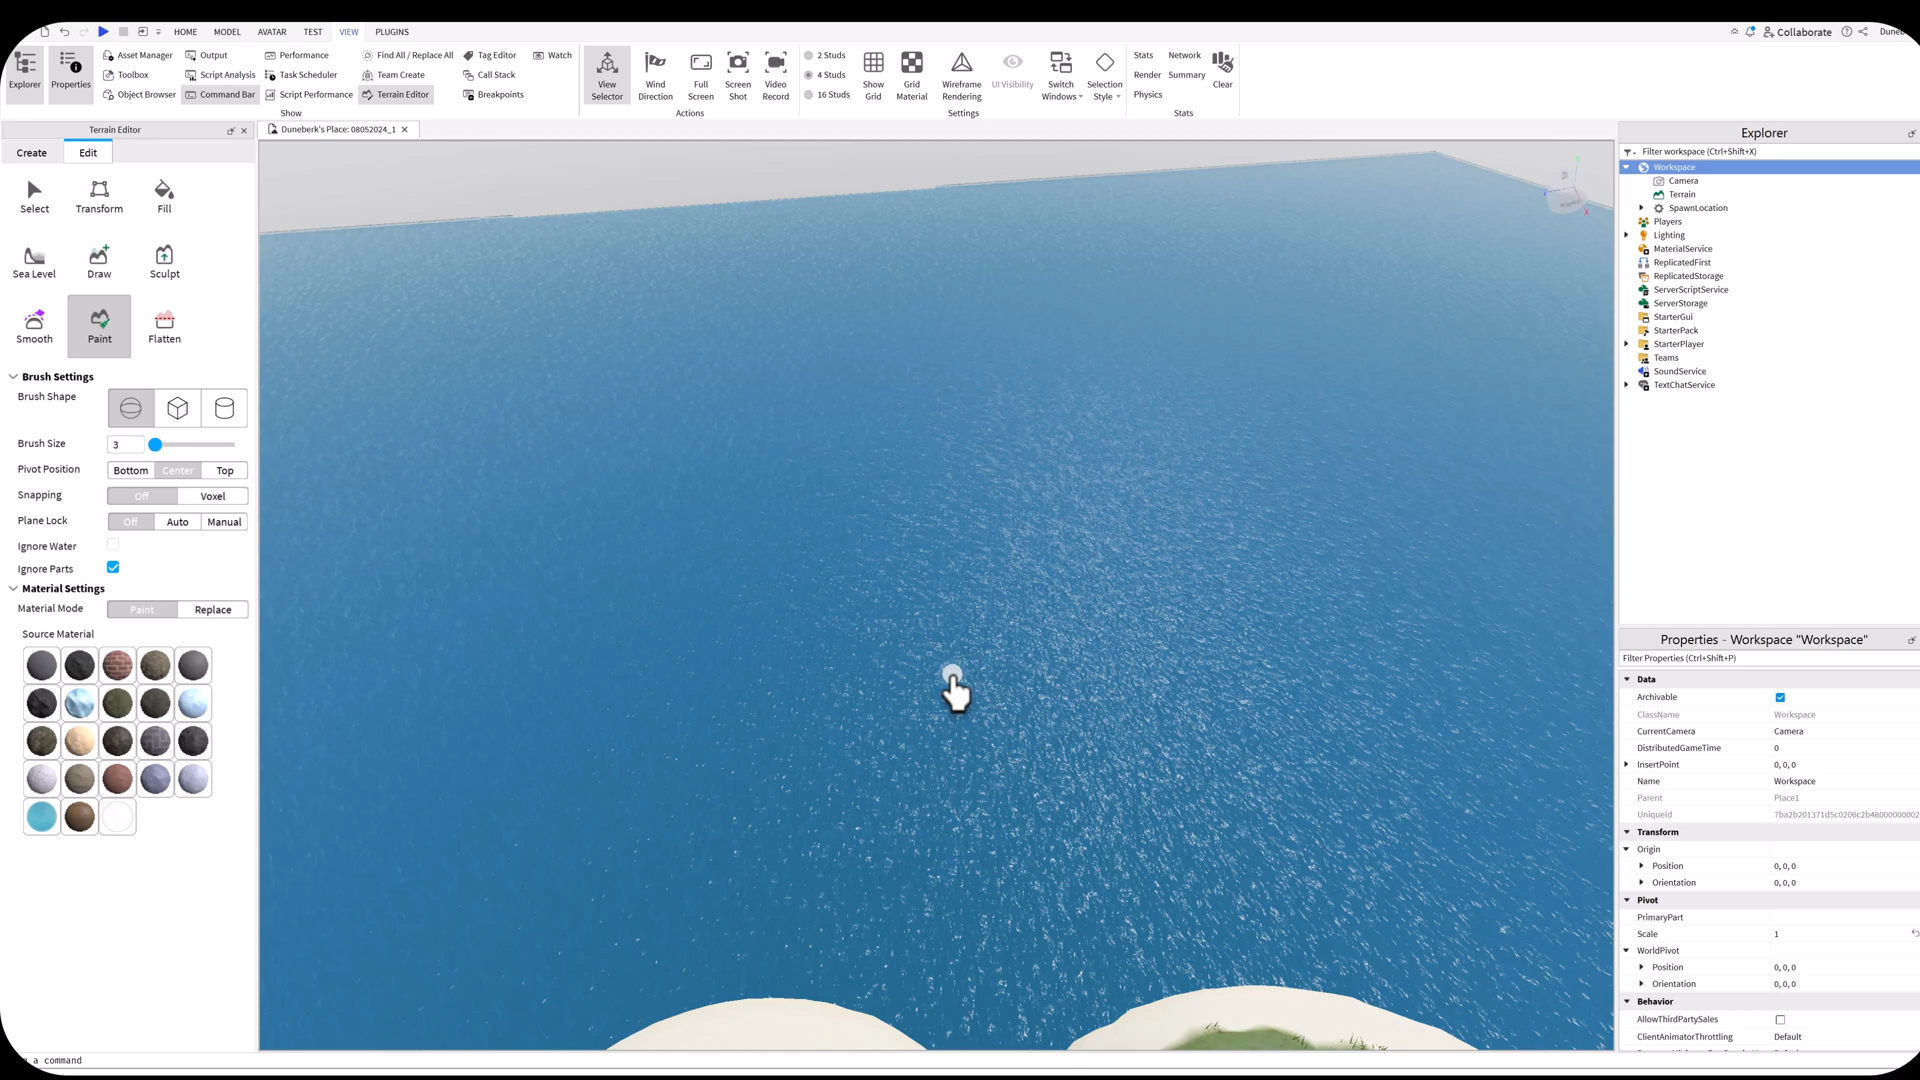 HOME MODEL AVATAR TEST VIEW PLUGINS
Collaborate
Asset Manager
Toolbox
Object Browser
Output
Script Analysis
Command Bar
Performance
Task Scheduler
Script Performance
Find All / Replace All
Team Create
Terrain Editor
Tag Editor
Call Stack
Breakpoints
Watch
Explorer
Properties
Show
View Selector
Wind Direction
Full Screen
Screen Shot
Video Record
Actions
2 Studs
4 Studs
16 Studs
Show Grid
Grid Material
Wireframe Rendering
UI Visibility
Switch Windows
Selection Style
Settings
Stats
Render
Physics
Network
Summary
Clear
Stats
Terrain Editor
Create Edit
Select Transform Fill
Sea Level Draw Sculpt
Smooth Paint Flatten
Brush Settings
Brush Shape
Brush Size 3
Pivot Position Bottom Center Top
Snapping Off Voxel
Plane Lock Off Auto Manual
Ignore Water
Ignore Parts
Material Settings
Material Mode Paint Replace
Source Material
Duneberk's Place: 08052024_1
X
a command
Explorer
Filter workspace (Ctrl+Shift+X)
Workspace
Camera
Terrain
SpawnLocation
Players
Lighting
MaterialService
ReplicatedFirst
ReplicatedStorage
ServerScriptService
ServerStorage
StarterGui
StarterPack
StarterPlayer
Teams
SoundService
TextChatService
Properties - Workspace "Workspace"
Filter Properties (Ctrl+Shift+P)
Data
Archivable
ClassName Workspace
CurrentCamera Camera
DistributedGameTime 0
InsertPoint 0, 0, 0
Name Workspace
Parent Place1
UniqueId 7ba2b201371d5c0206c2b48000000002
Transform
Origin 0, 0, 0
Position 0, 0, 0
Orientation 0, 0, 0
Pivot
PrimaryPart
Scale 1
WorldPivot
Position 0, 0, 0
Orientation 0, 0, 0
Behavior
AllowThirdPartySales
ClientAnimatorThrottling Default